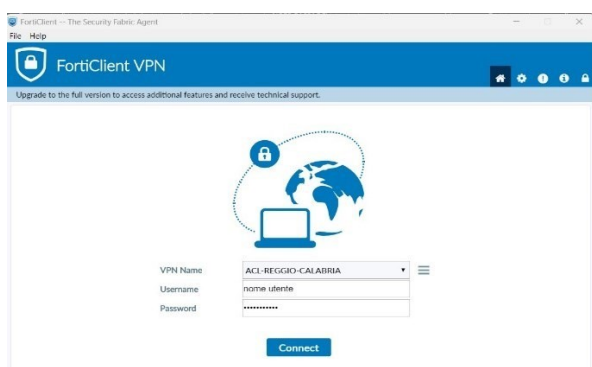 FortiClient -- The Security Fabric Agent
File Help
FortiClient VPN
Upgrade to the full version to access additional features and receive technical support.
VPN Name ACL-REGGIO-CALABRIA
Username nome utente
Password •••••••••••
Connect